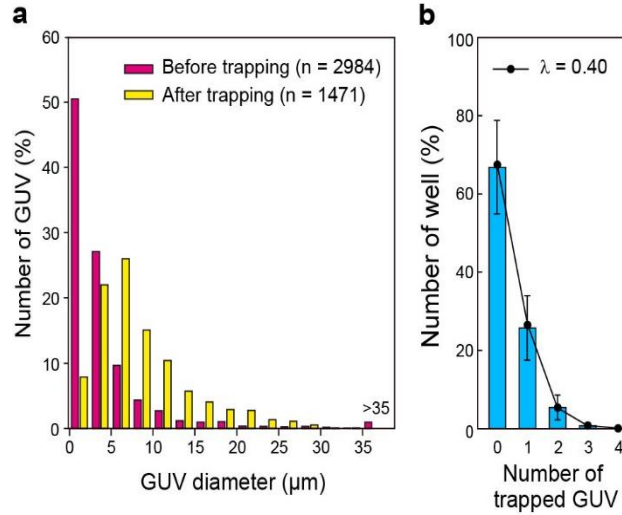 a
60
50
40
30
20
10
0
Number of GUV (%)
Before trapping (n = 2984)
After trapping (n = 1471)
>35
0 5 10 15 20 25 30 35
GUV diameter (µm)
b
100
80
60
40
20
0
Number of well (%)
λ = 0.40
0 1 2 3 4
Number of
trapped GUV